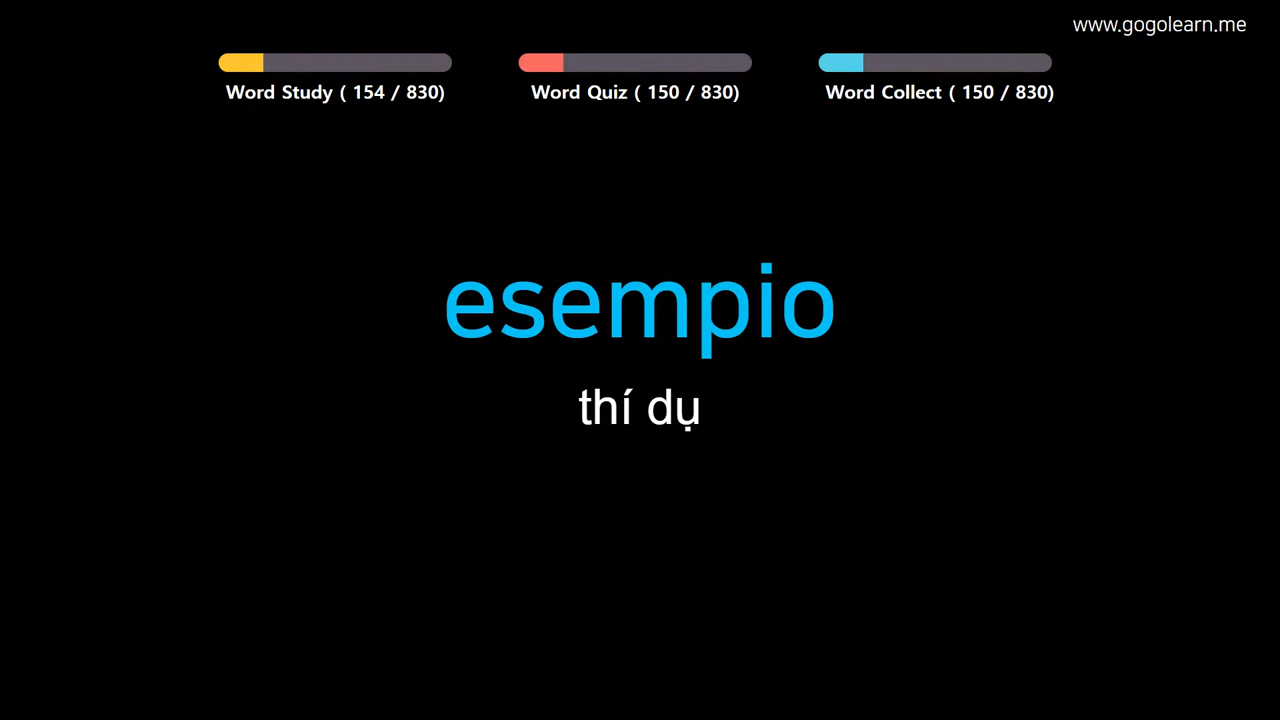 www.gogolearn.me
Word Study ( 154 / 830)
Word Quiz ( 150 / 830)
Word Collect ( 150 / 830)
esempio
thí dụ